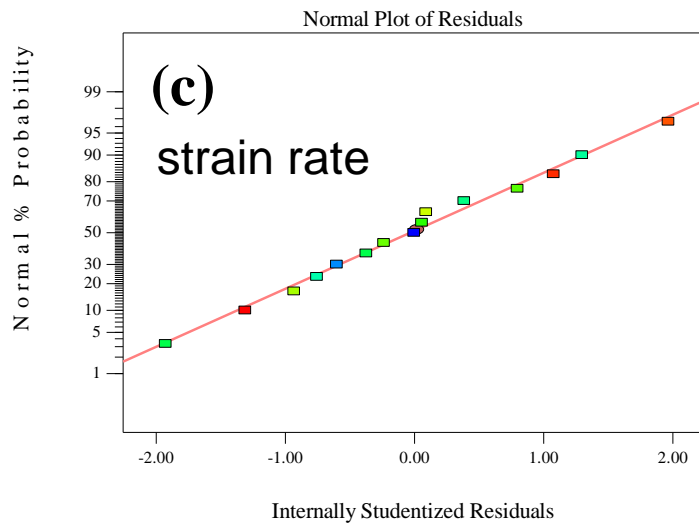 Normal Plot of Residuals
(c)
strain rate
Normal % Probability
99
95
90
80
70
50
30
20
10
5
1
-2.00 -1.00 0.00 1.00 2.00
Internally Studentized Residuals